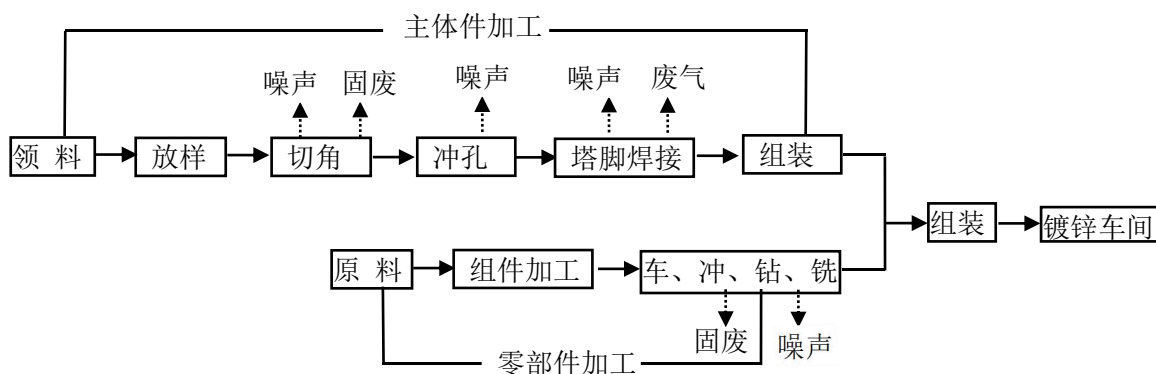 主体件加工
噪声 固废 噪声 噪声 废气
领 料 放样 切角 冲孔 塔脚焊接 组装
组装 镀锌车间
原 料 组件加工 车、冲、钻、铣
固废 噪声
零部件加工